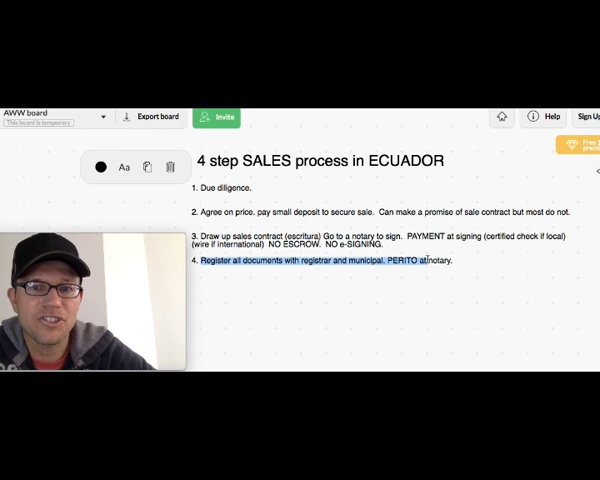 AWW board
This board is temporary
Export board
Invite
Help
Sign Up
Free
premi
Aa
4 step SALES process in ECUADOR
1. Due diligence.
2. Agree on price. pay small deposit to secure sale. Can make a promise of sale contract but most do not.
3. Draw up sales contract (escritura) Go to a notary to sign. PAYMENT at signing (certified check if local)
(wire if international) NO ESCROW. NO e-SIGNING.
4. Register all documents with registrar and municipal. PERITO at notary.